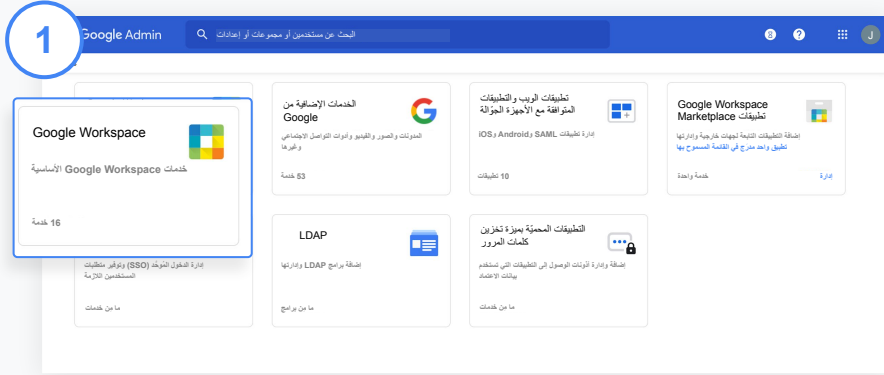 1
Google Admin
البحث عن مستخدمين أو مجموعات أو إعدادات
J
Google Workspace
خدمات Google Workspace الأساسية
16 خدمة
الخدمات الإضافية من
Google
المدونات والصور والفيديو وأدوات التواصل الاجتماعي
وغيرها
53 خدمة
تطبيقات الويب والتطبيقات
المتوافقة مع الأجهزة الجوّالة
إدارة تطبيقات SAML وAndroid وiOS
10 تطبيقات
Google Workspace
تطبيقات Marketplace
إضافة التطبيقات التابعة لجهات خارجية وإدارتها
تطبيق واحد مدرج في القائمة المسموح بها
خدمة واحدة
إدارة
إدارة الدخول المُوحَّد (SSO) وتوفير متطلبات
المستخدمين اللازمة
ما من خدمات
LDAP
إضافة برامج LDAP وإدارتها
ما من برامج
التطبيقات المحميّة بميزة تخزين
كلمات المرور
إضافة وإدارة أذونات الوصول إلى التطبيقات التي تستخدم
بيانات الاعتماد
ما من خدمات